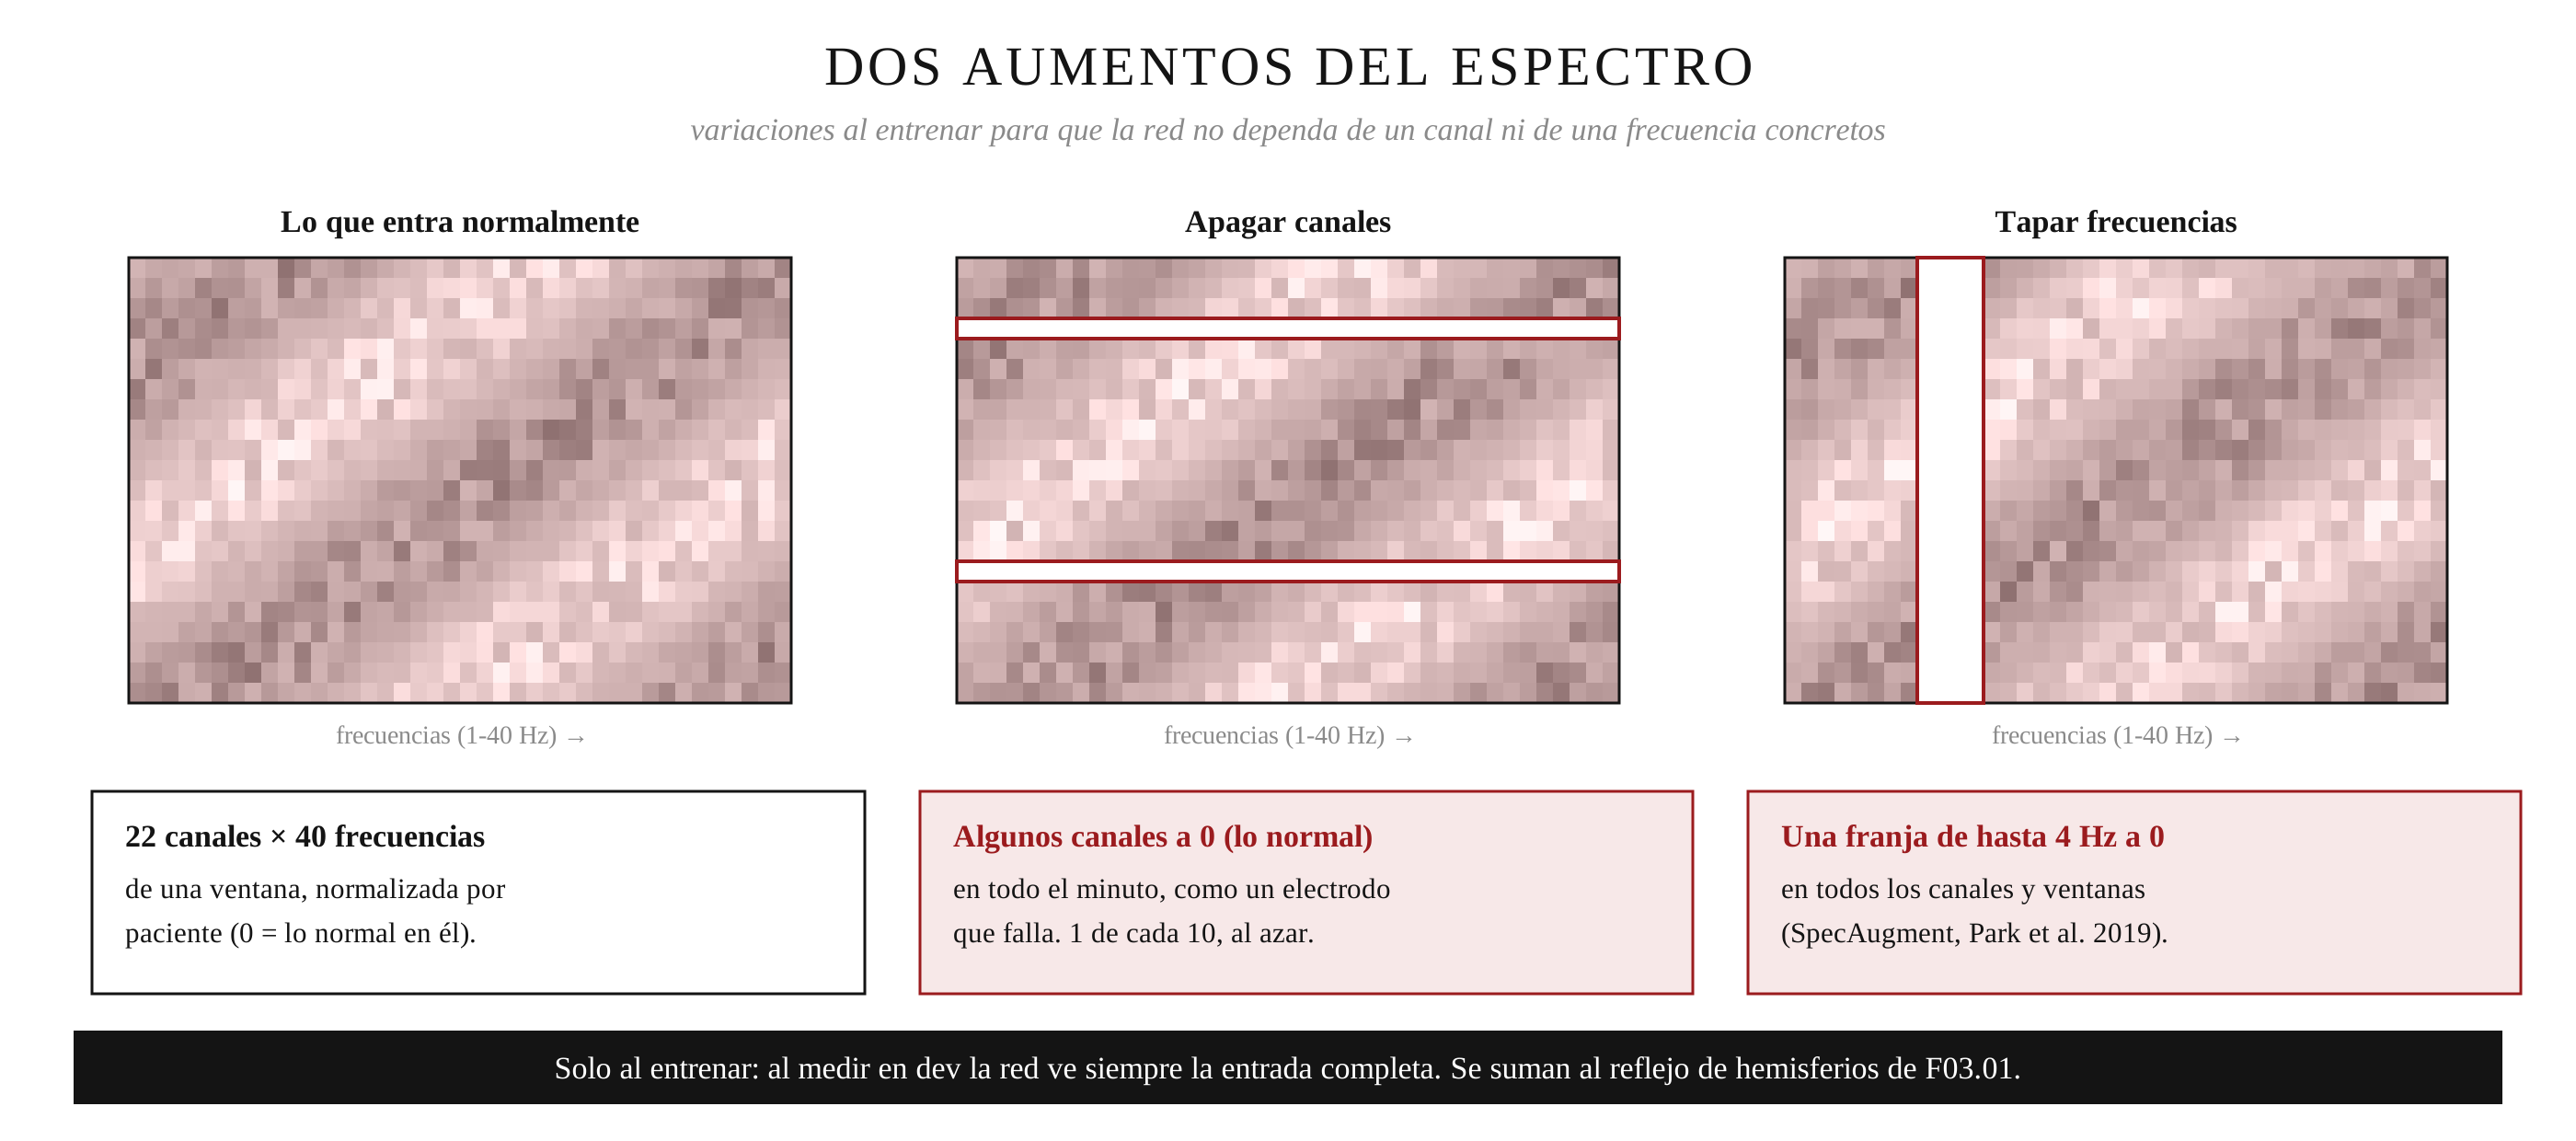 DOS AUMENTOS DEL ESPECTRO
variaciones al entrenar para que la red no dependa de un canal ni de una frecuencia concretos
Lo que entra normalmente
Apagar canales
Tapar frecuencias
frecuencias (1-40 Hz) →
frecuencias (1-40 Hz) →
frecuencias (1-40 Hz) →
22 canales × 40 frecuencias
de una ventana, normalizada por
paciente (0 = lo normal en él).
Algunos canales a 0 (lo normal)
en todo el minuto, como un electrodo
que falla. 1 de cada 10, al azar.
Una franja de hasta 4 Hz a 0
en todos los canales y ventanas
(SpecAugment, Park et al. 2019).
Solo al entrenar: al medir en dev la red ve siempre la entrada completa. Se suman al reflejo de hemisferios de F03.01.